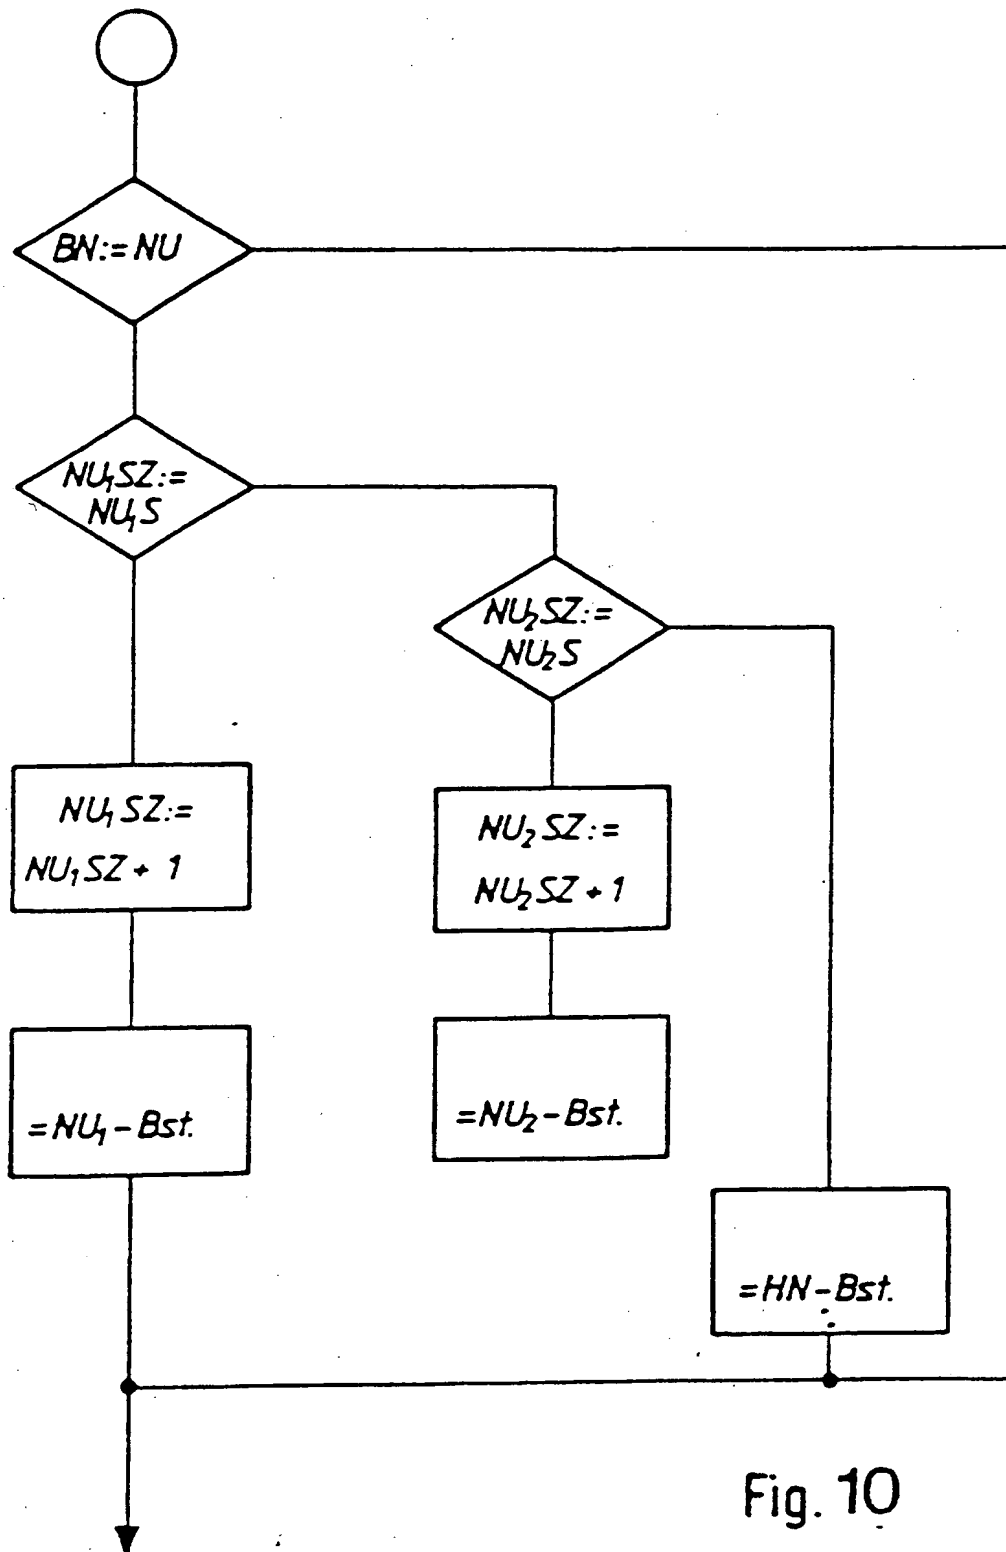 BN:=NU
NU₁SZ:=
NU₁S
NU₂SZ:=
NU₂S
NU₁SZ:=
NU₁SZ + 1
NU₂SZ:=
NU₂SZ + 1
=NU₁-Bst.
=NU₂-Bst.
=HN-Bst.
Fig. 10